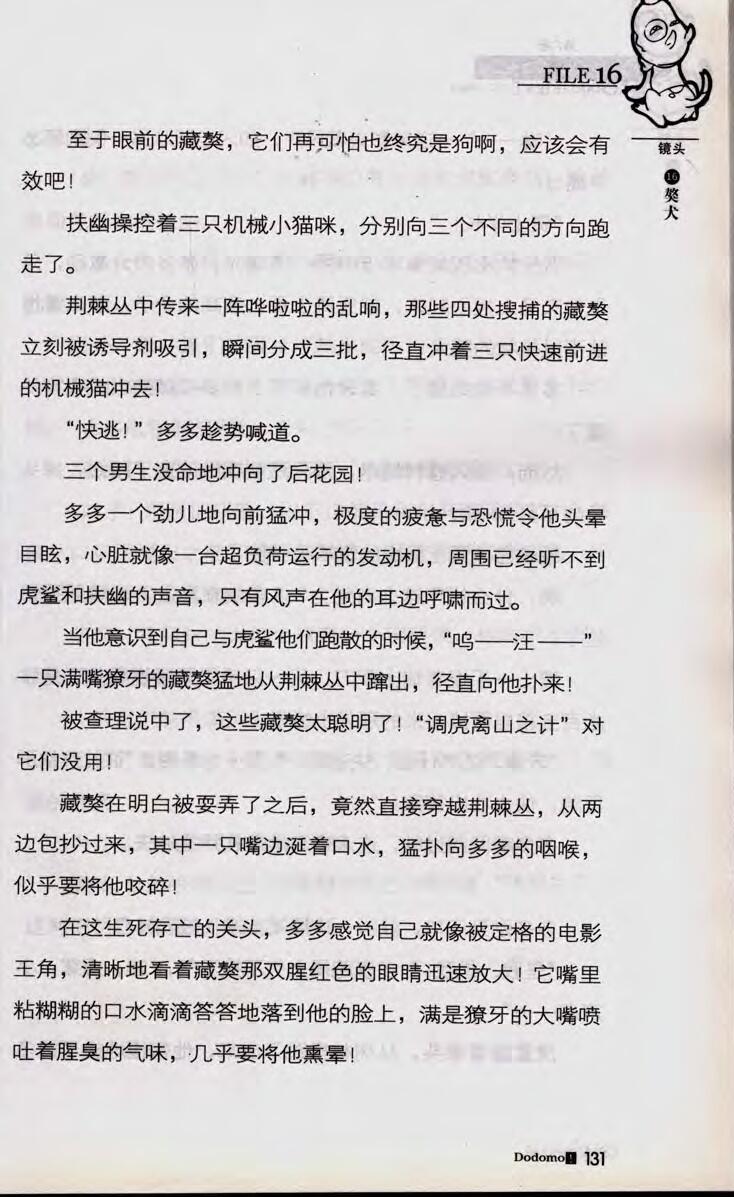 FILE 16
镜头
⓰
獒犬
至于眼前的藏獒，它们再可怕也终究是狗啊，应该会有
效吧！
扶幽操控着三只机械小猫咪，分别向三个不同的方向跑
走了。
荆棘丛中传来一阵哗啦啦的乱响，那些四处搜捕的藏獒
立刻被诱导剂吸引，瞬间分成三批，径直冲着三只快速前进
的机械猫冲去！
“快逃！”多多趁势喊道。
三个男生没命地冲向了后花园！
多多一个劲儿地向前猛冲，极度的疲惫与恐慌令他头晕
目眩，心脏就像一台超负荷运行的发动机，周围已经听不到
虎鲨和扶幽的声音，只有风声在他的耳边呼啸而过。
当他意识到自己与虎鲨他们跑散的时候，“呜——汪——”
一只满嘴獠牙的藏獒猛地从荆棘丛中蹿出，径直向他扑来！
被查理说中了，这些藏獒太聪明了！“调虎离山之计”对
它们没用！
藏獒在明白被耍弄了之后，竟然直接穿越荆棘丛，从两
边包抄过来，其中一只嘴边涎着口水，猛扑向多多的咽喉，
似乎要将他咬碎！
在这生死存亡的关头，多多感觉自己就像被定格的电影
主角，清晰地看着藏獒那双腥红色的眼睛迅速放大！它嘴里
粘糊糊的口水滴滴答答地落到他的脸上，满是獠牙的大嘴喷
吐着腥臭的气味，几乎要将他熏晕！
Dodomo! 131